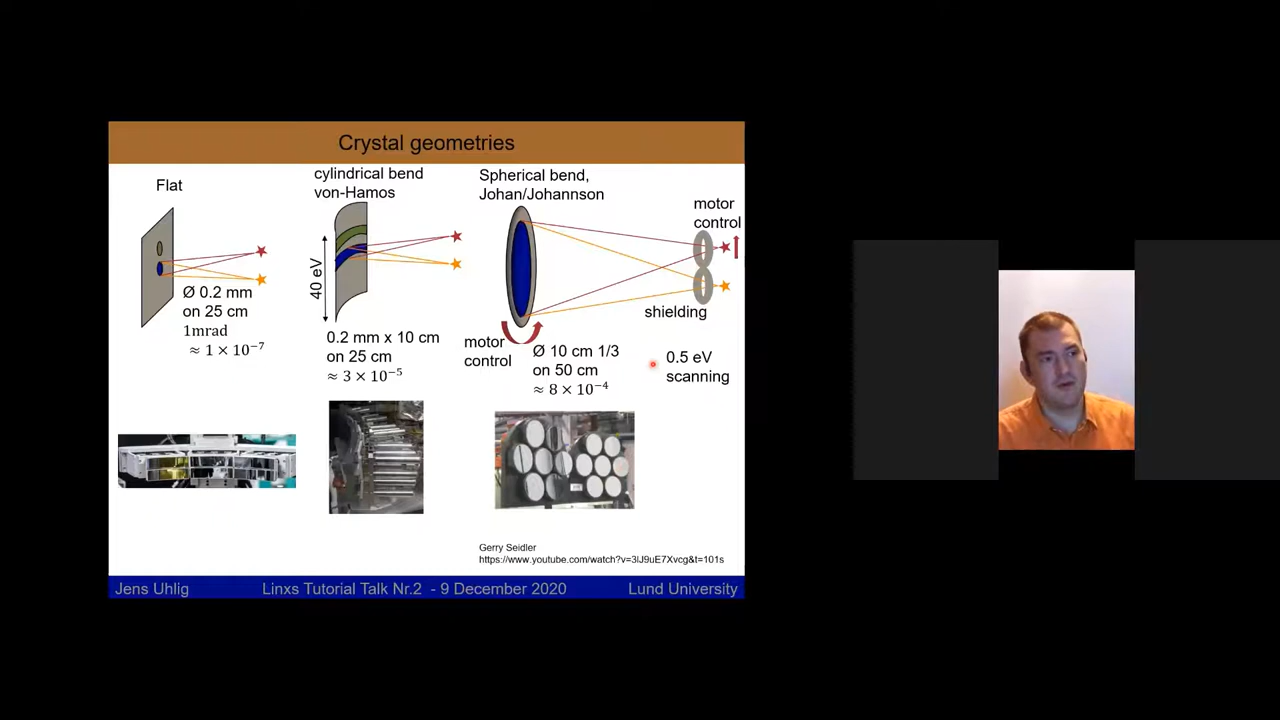 Crystal geometries
Flat
Ø 0.2 mm
on 25 cm
1mrad
≈ 1 × 10⁻⁷
cylindrical bend
von-Hamos
40 eV
0.2 mm x 10 cm
on 25 cm
≈ 3 × 10⁻⁵
Spherical bend,
Johan/Johannson
motor
control
shielding
motor
control
Ø 10 cm 1/3
on 50 cm
≈ 8 × 10⁻⁴
0.5 eV
scanning
Gerry Seidler
https://www.youtube.com/watch?v=3lJ9uE7Xvcg&t=101s
Jens Uhlig
Linxs Tutorial Talk Nr.2 - 9 December 2020
Lund University